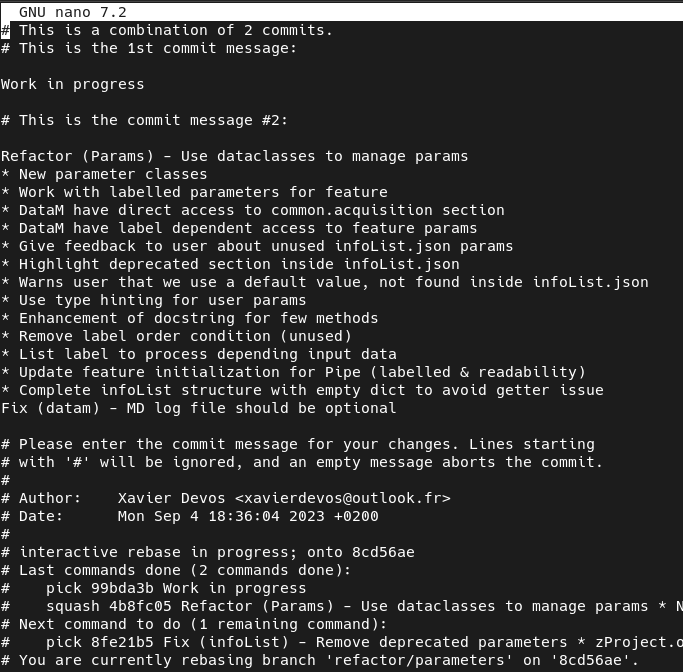 GNU nano 7.2
# This is a combination of 2 commits.
# This is the 1st commit message:
Work in progress
# This is the commit message #2:
Refactor (Params) - Use dataclasses to manage params
* New parameter classes
* Work with labelled parameters for feature
* DataM have direct access to common.acquisition section
* DataM have label dependent access to feature params
* Give feedback to user about unused infoList.json params
* Highlight deprecated section inside infoList.json
* Warns user that we use a default value, not found inside infoList.json
* Use type hinting for user params
* Enhancement of docstring for few methods
* Remove label order condition (unused)
* List label to process depending input data
* Update feature initialization for Pipe (labelled & readability)
* Complete infoList structure with empty dict to avoid getter issue
Fix (datam) - MD log file should be optional
# Please enter the commit message for your changes. Lines starting
# with '#' will be ignored, and an empty message aborts the commit.
#
# Author:    Xavier Devos <xavierdevos@outlook.fr>
# Date:      Mon Sep 4 18:36:04 2023 +0200
#
# interactive rebase in progress; onto 8cd56ae
# Last commands done (2 commands done):
#    pick 99bda3b Work in progress
#    squash 4b8fc05 Refactor (Params) - Use dataclasses to manage params * N
# Next command to do (1 remaining command):
#    pick 8fe21b5 Fix (infoList) - Remove deprecated parameters * zProject.o
# You are currently rebasing branch 'refactor/parameters' on '8cd56ae'.